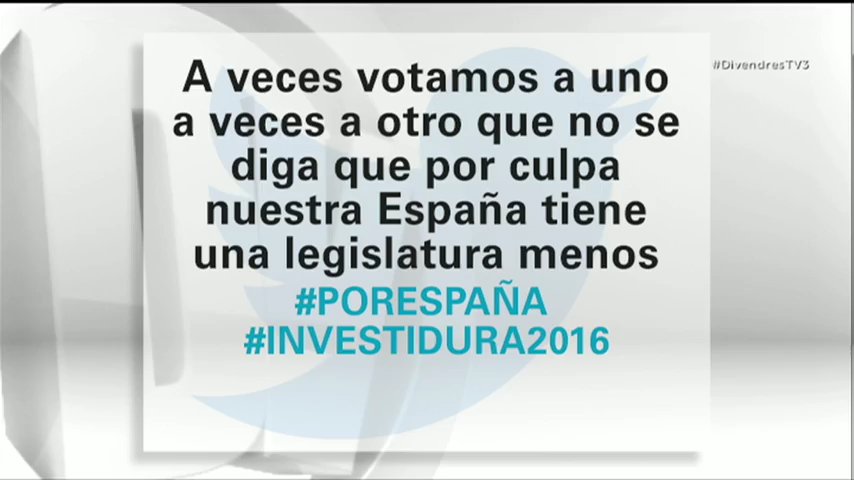 #DivendresTV3
A veces votamos a uno
a veces a otro que no se
diga que por culpa
nuestra España tiene
una legislatura menos
#PORESPAÑA
#INVESTIDURA2016